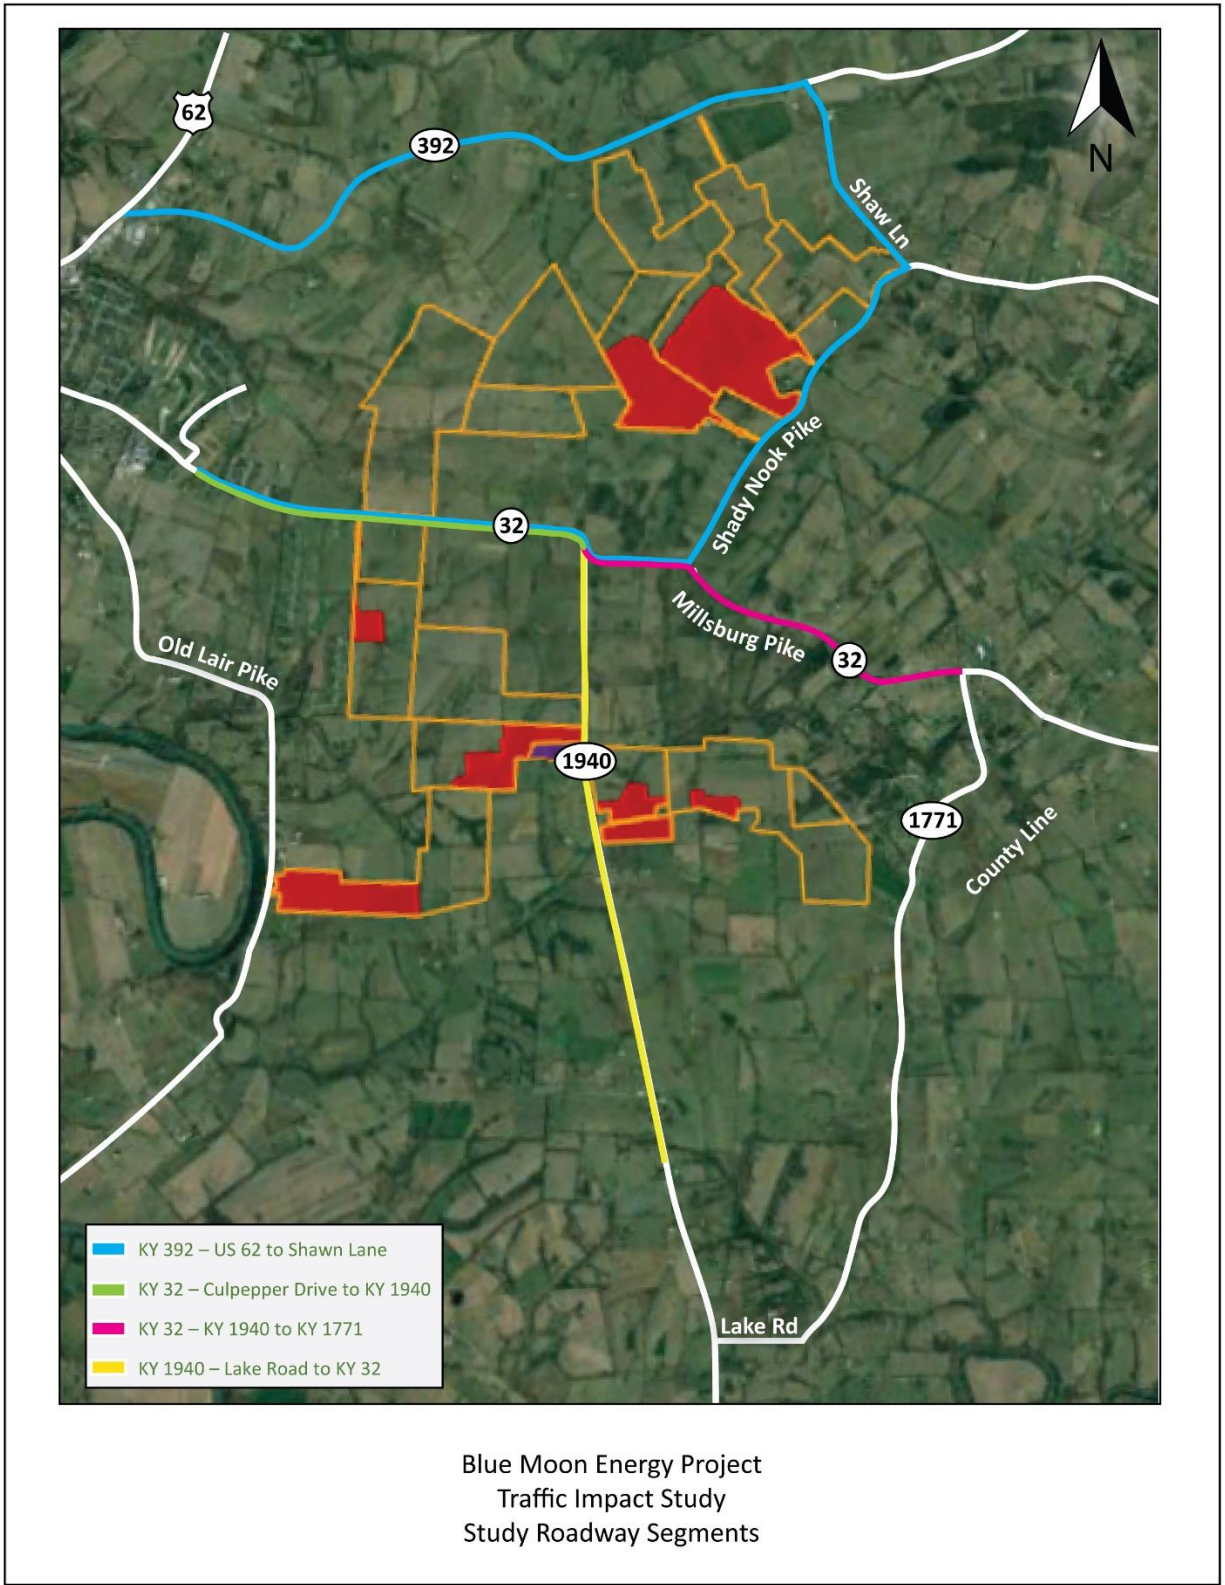 62
392
N
Shaw Ln
Shady Nook Pike
32
Millsburg Pike
32
Old Lair Pike
1940
1771
County Line
Lake Rd
KY 392 – US 62 to Shawn Lane
KY 32 – Culpepper Drive to KY 1940
KY 32 – KY 1940 to KY 1771
KY 1940 – Lake Road to KY 32
Blue Moon Energy Project
Traffic Impact Study
Study Roadway Segments